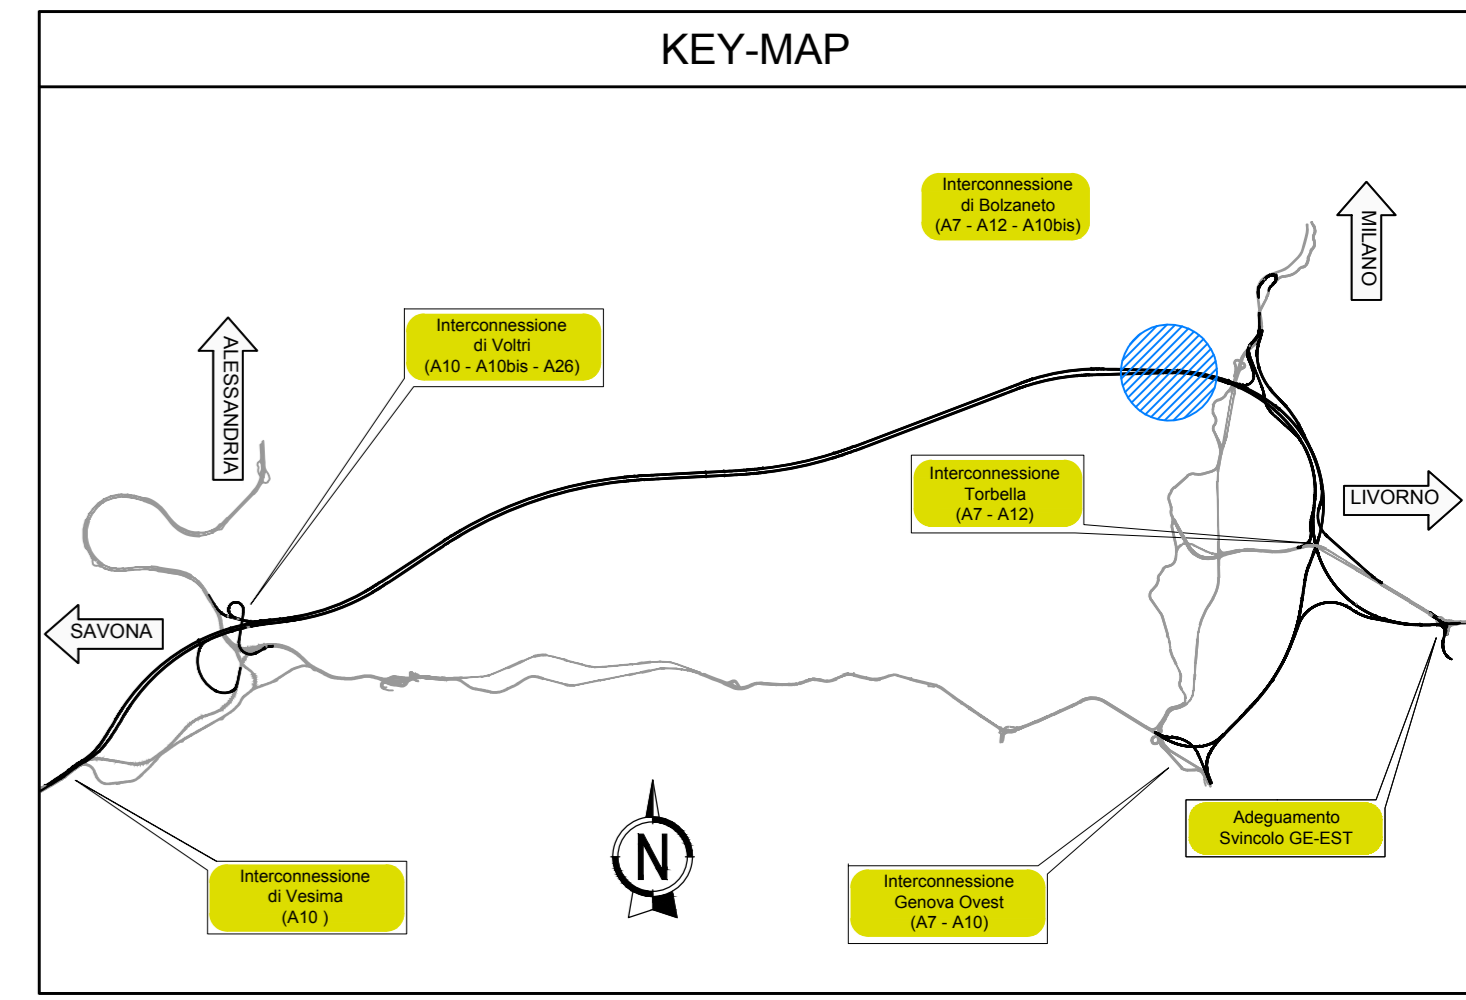 KEY-MAP
Interconnessione
di Bolzaneto
(A7 - A12 - A10bis)
MILANO
Interconnessione
di Voltri
(A10 - A10bis - A26)
ALESSANDRIA
Interconnessione
Torbella
(A7 - A12)
LIVORNO
SAVONA
Adeguamento
Svincolo GE-EST
N
Interconnessione
di Vesima
(A10 )
Interconnessione
Genova Ovest
(A7 - A10)